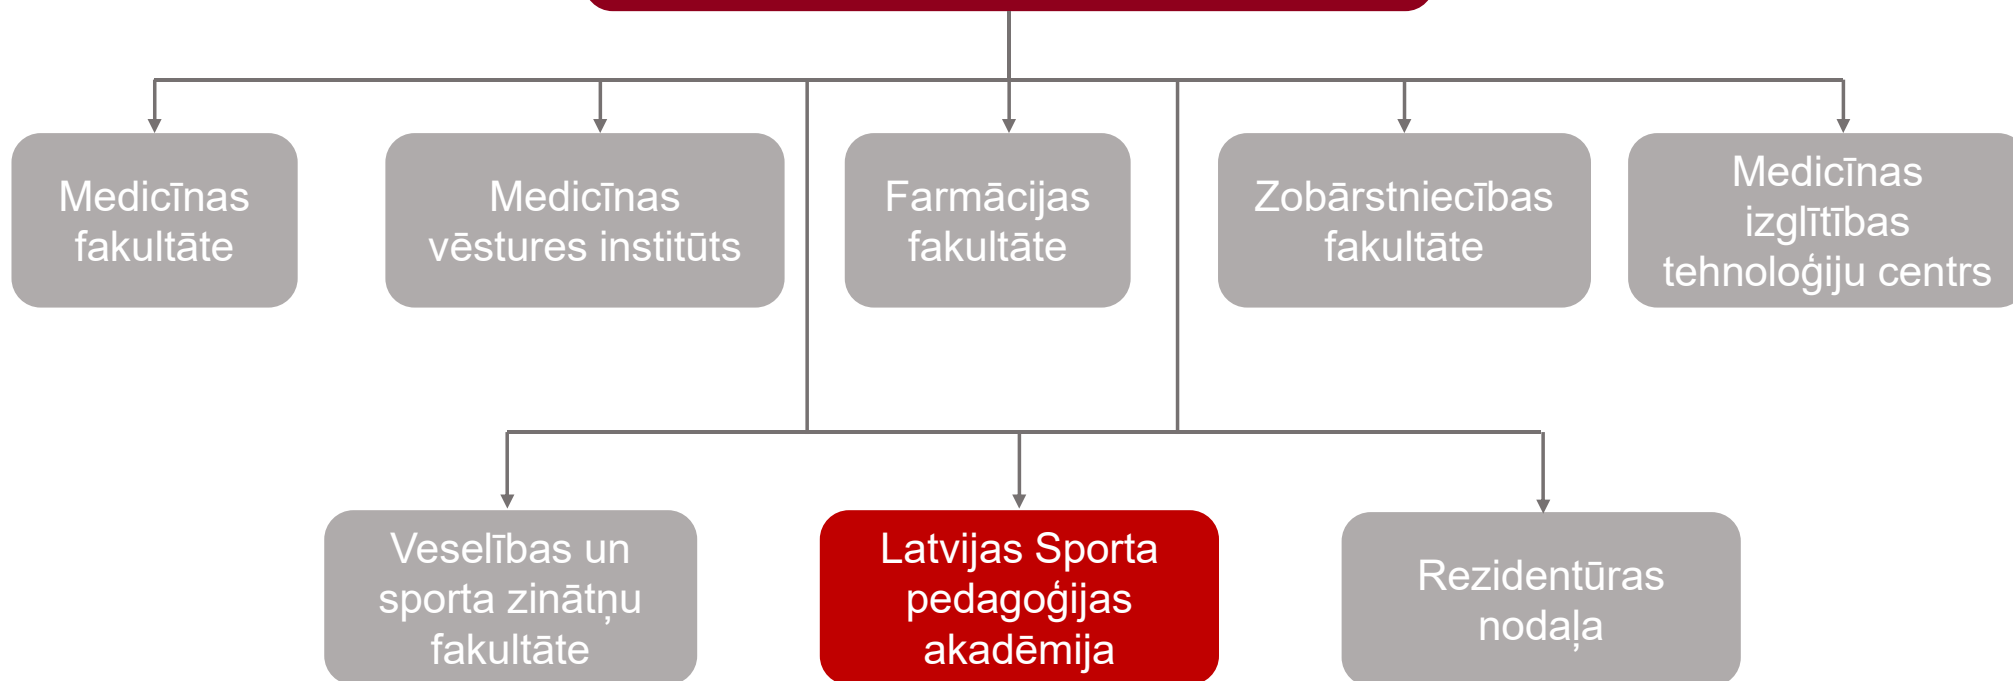 Medicīnas
fakultāte
Medicīnas
vēstures institūts
Farmācijas
fakultāte
Zobārstniecības
fakultāte
Medicīnas
izglītības
tehnoloģiju centrs
Veselības un
sporta zinātņu
fakultāte
Latvijas Sporta
pedagoģijas
akadēmija
Rezidentūras
nodaļa